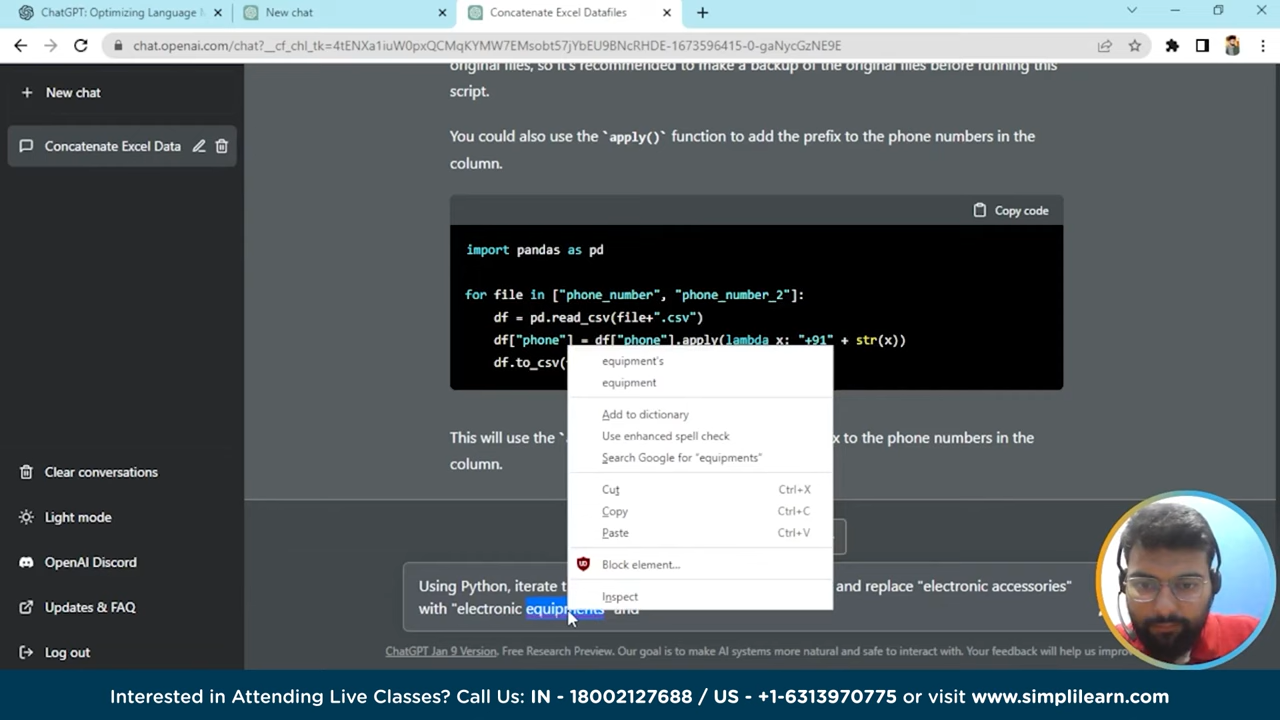 ChatGPT: Optimizing Language
New chat
Concatenate Excel Datafiles
chat.openai.com/chat?__cf_chl_tk=4tENXa1iuW0pxQCMqKYMW7EMsobt57jYbEU9BNcRHDE-1673596415-0-gaNycGzNE9E
New chat
Concatenate Excel Data
Clear conversations
Light mode
OpenAI Discord
Updates & FAQ
Log out
original files, so it's recommended to make a backup of the original files before running this
script.
You could also use the `apply()` function to add the prefix to the phone numbers in the
column.
Copy code
import pandas as pd
for file in ["phone_number", "phone_number_2"]:
df = pd.read_csv(file+".csv")
df["phone"] = df["phone"].apply(lambda x: "+91" + str(x))
df.to_csv(
This will use the `
x to the phone numbers in the
column.
equipment's
equipment
Add to dictionary
Use enhanced spell check
Search Google for "equipments"
Cut Ctrl+X
Copy Ctrl+C
Paste Ctrl+V
Block element...
Inspect
Using Python, iterate t and replace "electronic accessories"
with "electronic equipments" and
ChatGPT Jan 9 Version. Free Research Preview. Our goal is to make AI systems more natural and safe to interact with. Your feedback will help us improv
Interested in Attending Live Classes? Call Us: IN - 18002127688 / US - +1-6313970775 or visit www.simplilearn.com